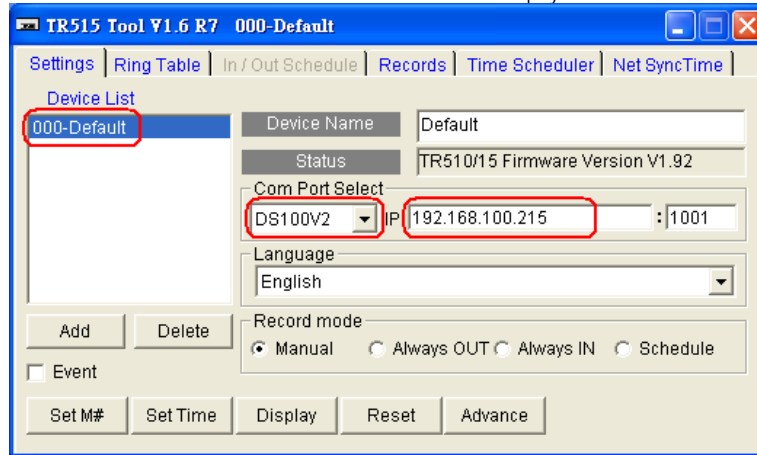 TR515 Tool V1.6 R7 000-Default
Settings Ring Table In / Out Schedule Records Time Scheduler Net SyncTime
Device List
000-Default
Device Name Default
Status TR510/15 Firmware Version V1.92
Com Port Select
DS100V2 IP 192.168.100.215 : 1001
Language
English
Record mode
Manual Always OUT Always IN Schedule
Add Delete
Event
Set M# Set Time Display Reset Advance